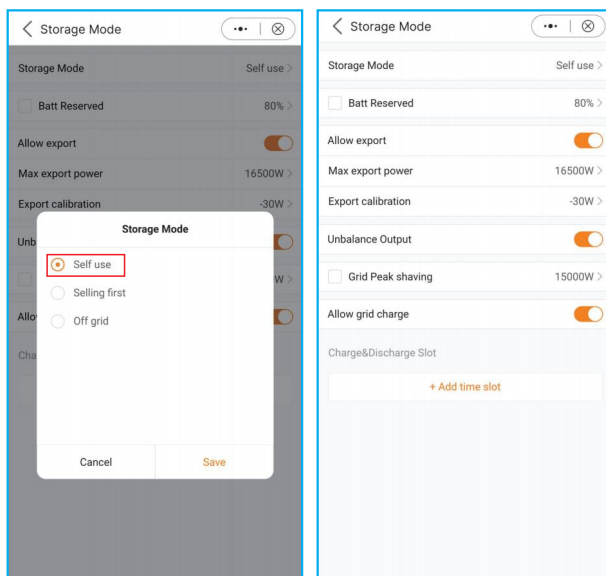 Storage Mode
Storage Mode Self use
Batt Reserved 80%
Allow export
Max export power 16500W
Export calibration -30W
Unb
W
Allo
Cha
Storage Mode
Self use
Selling first
Off grid
Cancel Save
Storage Mode
Storage Mode Self use
Batt Reserved 80%
Allow export
Max export power 16500W
Export calibration -30W
Unbalance Output
Grid Peak shaving 15000W
Allow grid charge
Charge&Discharge Slot
+ Add time slot